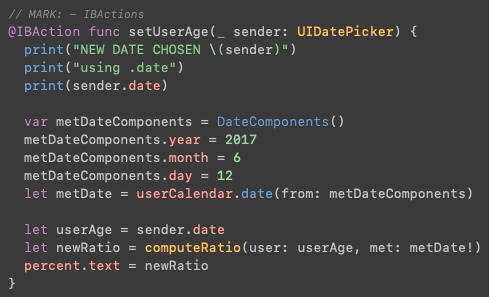 // MARK: - IBActions
@IBAction func setUserAge(_ sender: UIDatePicker) {
  print("NEW DATE CHOSEN \(sender)")
  print("using .date")
  print(sender.date)

  var metDateComponents = DateComponents()
  metDateComponents.year = 2017
  metDateComponents.month = 6
  metDateComponents.day = 12
  let metDate = userCalendar.date(from: metDateComponents)

  let userAge = sender.date
  let newRatio = computeRatio(user: userAge, met: metDate!)
  percent.text = newRatio
}